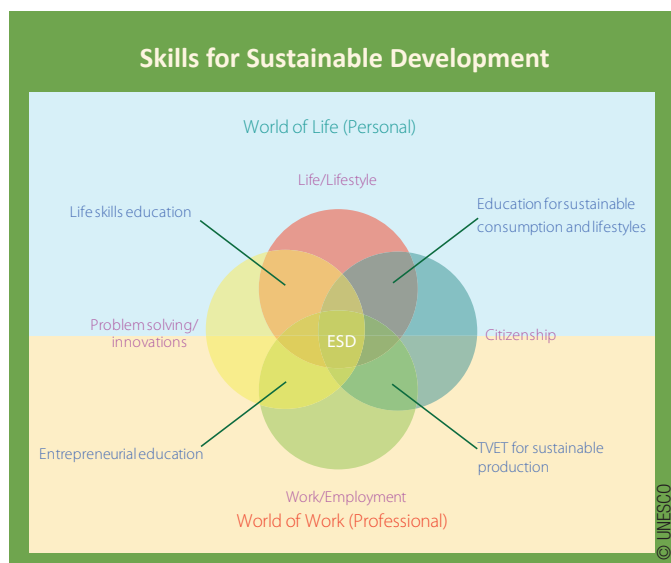 Skills for Sustainable Development
World of Life (Personal)
Life/Lifestyle
Life skills education
Education for sustainable
consumption and lifestyles
Problem solving/
innovations
ESD
Citizenship
Entrepreneurial education
TVET for sustainable
production
Work/Employment
World of Work (Professional)
© UNESCO